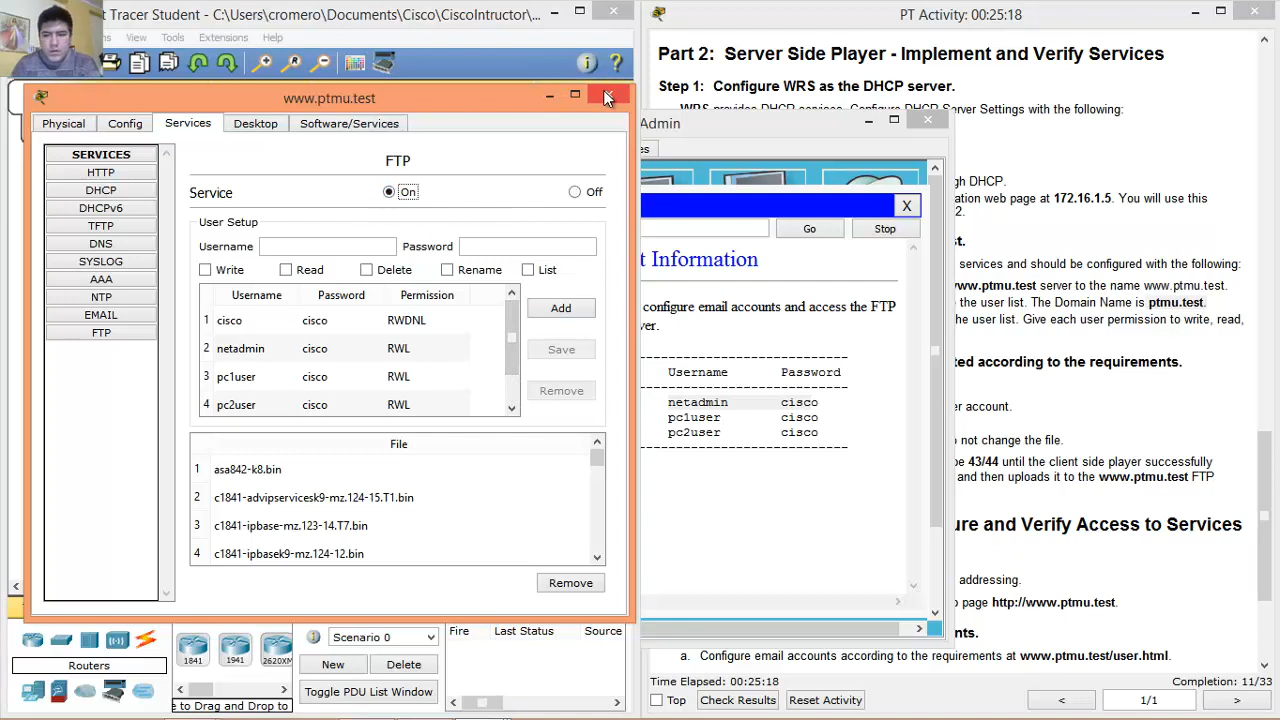 t Tracer Student - C:\Users\cromero\Documents\Cisco\CiscoIntructor\...
View Tools Extensions Help
www.ptmu.test
Physical Config Services Desktop Software/Services
SERVICES
HTTP
DHCP
DHCPv6
TFTP
DNS
SYSLOG
AAA
NTP
EMAIL
FTP
FTP
Service On Off
User Setup
Username Password
Write Read Delete Rename List
Username Password Permission
1 cisco cisco RWDNL
2 netadmin cisco RWL
3 pc1user cisco RWL
4 pc2user cisco RWL
Add
Save
Remove
File
1 asa842-k8.bin
2 c1841-advipservicesk9-mz.124-15.T1.bin
3 c1841-ipbase-mz.123-14.T7.bin
4 c1841-ipbasek9-mz.124-12.bin
Remove
Routers
1841 1941 2620XM
e to Drag and Drop to
Scenario 0
New Delete
Toggle PDU List Window
Fire Last Status Source
Admin
es
X
Go Stop
t Information
configure email accounts and access the FTP
ver.
Username Password
netadmin cisco
pc1user cisco
pc2user cisco
PT Activity: 00:25:18
Part 2: Server Side Player - Implement and Verify Services
Step 1: Configure WRS as the DHCP server.
WRS provides DHCP services. Configure DHCP Server Settings with the following:
gh DHCP.
ation web page at 172.16.1.5. You will use this
2.
t.
services and should be configured with the following:
www.ptmu.test server to the name www.ptmu.test.
e the user list. The Domain Name is ptmu.test.
the user list. Give each user permission to write, read,
ted according to the requirements.
er account.
o not change the file.
be 43/44 until the client side player successfully
and then uploads it to the www.ptmu.test FTP
ure and Verify Access to Services
addressing.
b page http://www.ptmu.test.
nts.
a. Configure email accounts according to the requirements at www.ptmu.test/user.html.
Time Elapsed: 00:25:18 Completion: 11/33
Top Check Results Reset Activity < 1/1 >